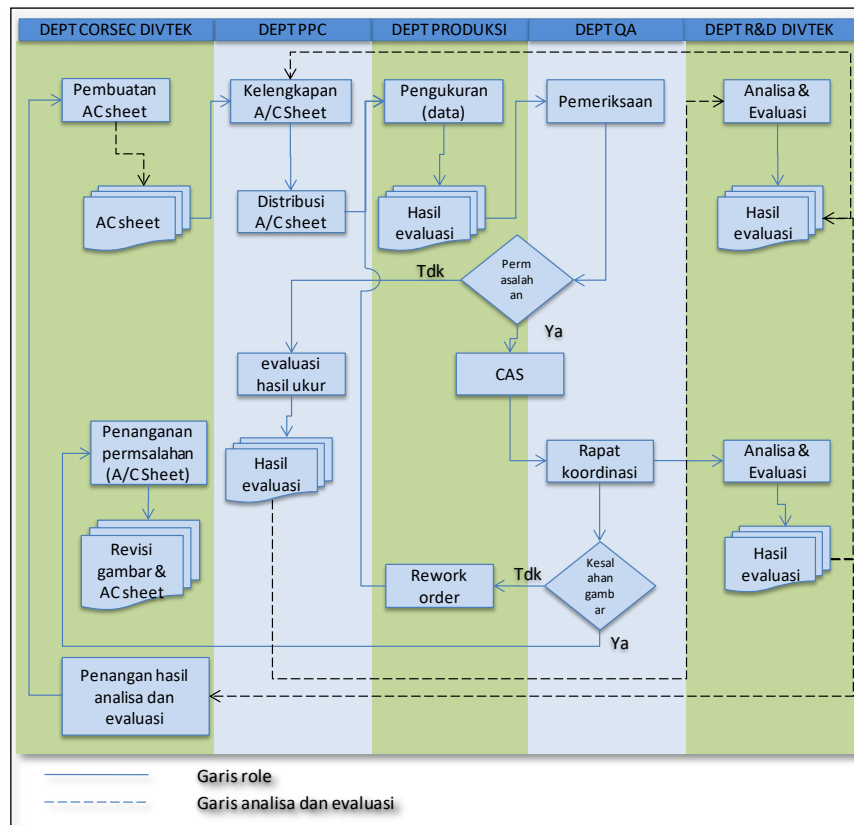 DEPT CORSEC DIVTEK
DEPT PPC
DEPT PRODUKSI
DEPT QA
DEPT R&D DIVTEK
Pembuatan
AC sheet
Kelengkapan
A/C Sheet
Pengukuran
(data)
Pemeriksaan
Analisa &
Evaluasi
AC sheet
Distribusi
A/C sheet
Hasil
evaluasi
Hasil
evaluasi
Perm
asalah
an
Tdk
Ya
evaluasi
hasil ukur
CAS
Penanganan
permsalahan
(A/C Sheet)
Hasil
evaluasi
Rapat
koordinasi
Analisa &
Evaluasi
Revisi
gambar &
AC sheet
Rework
order
Tdk
Kesal
ahan
gamb
ar
Hasil
evaluasi
Ya
Penangan hasil
analisa dan
evaluasi
Garis role
Garis analisa dan evaluasi